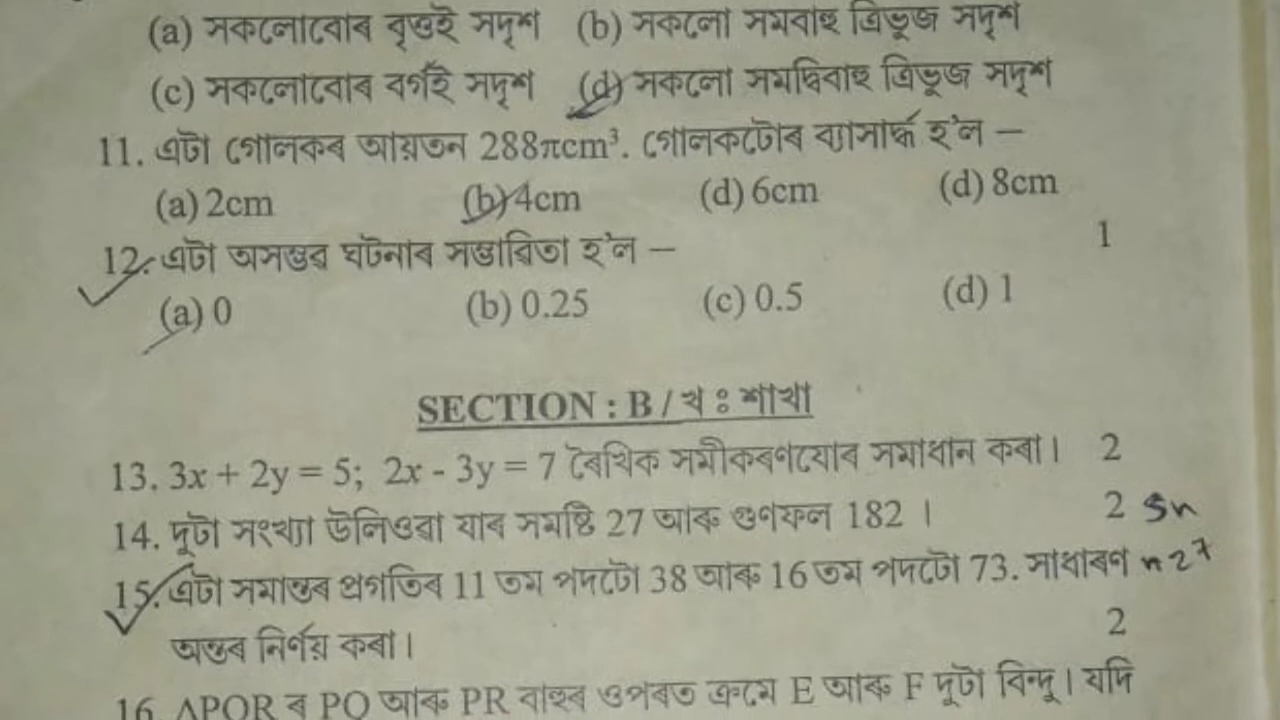 (a) সকলোবোৰ বৃত্তই সদৃশ (b) সকলো সমবাহু ত্ৰিভূজ সদৃশ
(c) সকলোবোৰ বৰ্গই সদৃশ (d) সকলো সমদ্বিবাহু ত্ৰিভূজ সদৃশ
11. এটা গোলকৰ আয়তন 288πcm³. গোলকটোৰ ব্যাসাৰ্দ্ধ হ'ল –
(a) 2cm (b) 4cm (d) 6cm (d) 8cm
12. এটা অসম্ভৱ ঘটনাৰ সম্ভাৱিতা হ'ল – 1
(a) 0 (b) 0.25 (c) 0.5 (d) 1
SECTION : B / খ ঃ শাখা
13. 3x + 2y = 5; 2x - 3y = 7 ৰৈখিক সমীকৰণযোৰ সমাধান কৰা। 2
14. দুটা সংখ্যা উলিওৱা যাৰ সমষ্টি 27 আৰু গুণফল 182 । 2 Sn
15. এটা সমান্তৰ প্ৰগতিৰ 11 তম পদটো 38 আৰু 16 তম পদটো 73. সাধাৰণ
অন্তৰ নিৰ্ণয় কৰা। 2
16. ΔPQR ৰ PQ আৰু PR বাহুৰ ওপৰত ক্ৰমে E আৰু F দুটা বিন্দু। যদি